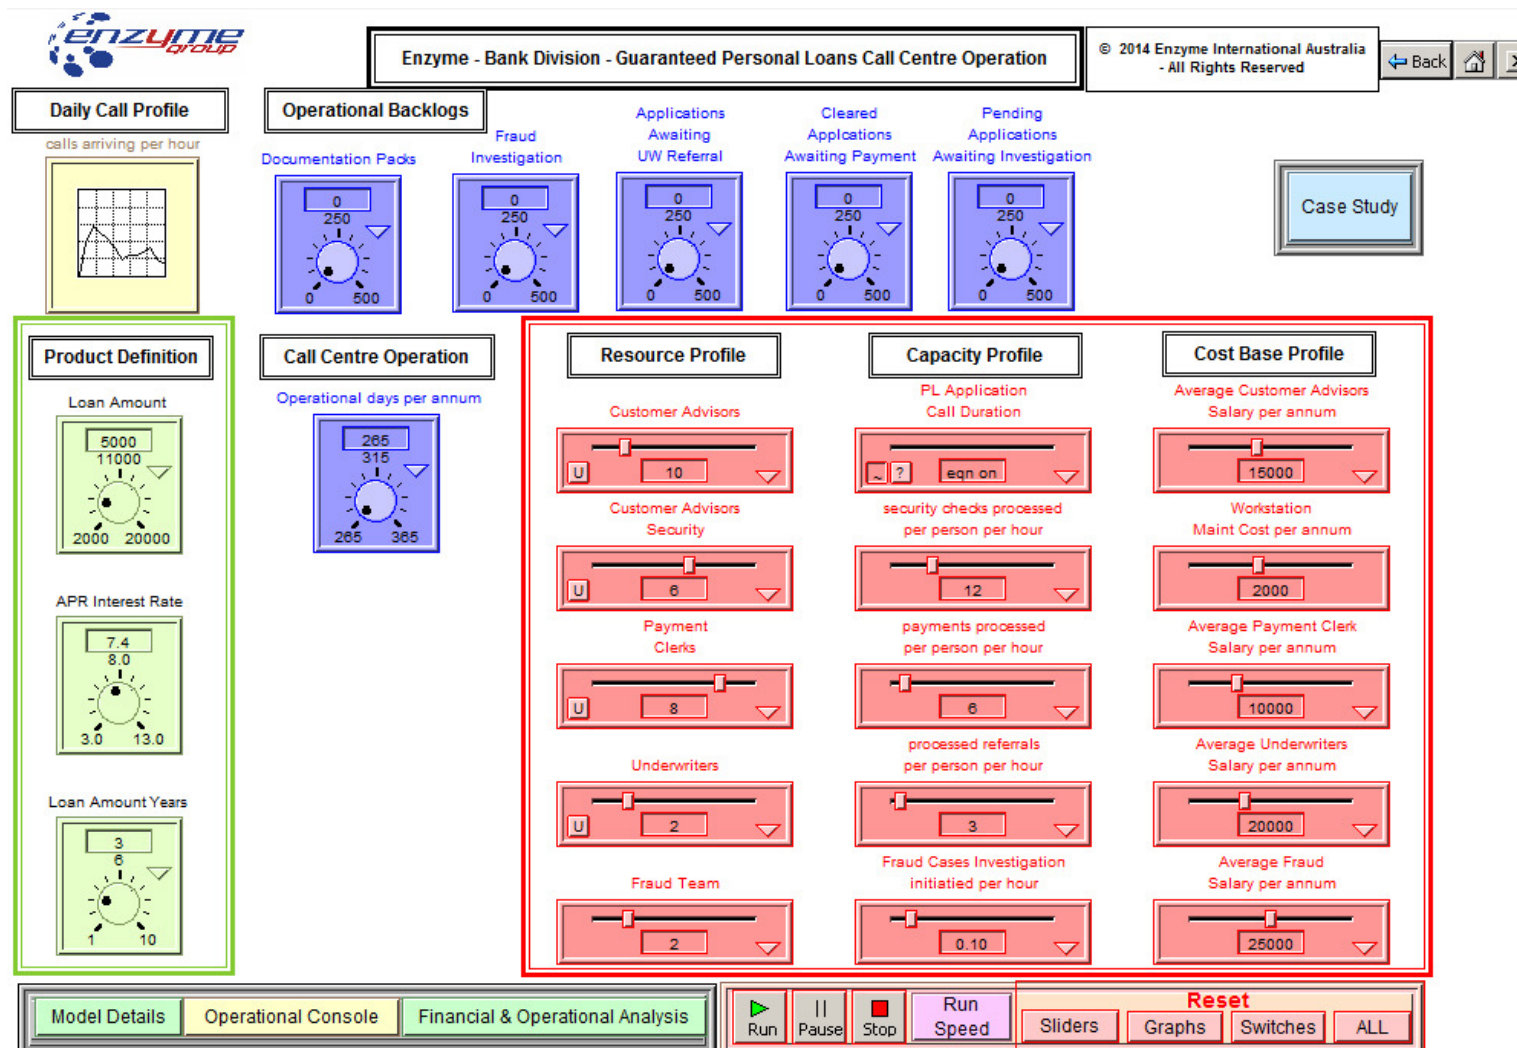 enzyme
group
Enzyme - Bank Division - Guaranteed Personal Loans Call Centre Operation
© 2014 Enzyme International Australia
- All Rights Reserved
Back
Daily Call Profile
calls arriving per hour
Operational Backlogs
Documentation Packs
0
250
0 500
Fraud
Investigation
0
250
0 500
Applications
Awaiting
UW Referral
0
250
0 500
Cleared
Applcations
Awaiting Payment
0
250
0 500
Pending
Applications
Awaiting Investigation
0
250
0 500
Case Study
Product Definition
Loan Amount
5000
11000
2000 20000
APR Interest Rate
7.4
8.0
3.0 13.0
Loan Amount Years
3
6
1 10
Call Centre Operation
Operational days per annum
265
315
265 365
Resource Profile
Customer Advisors
U
10
Customer Advisors
Security
U
6
Payment
Clerks
U
8
Underwriters
U
2
Fraud Team
2
Capacity Profile
PL Application
Call Duration
~ ? eqn on
security checks processed
per person per hour
12
payments processed
per person per hour
6
processed referrals
per person per hour
3
Fraud Cases Investigation
initiatied per hour
0.10
Cost Base Profile
Average Customer Advisors
Salary per annum
15000
Workstation
Maint Cost per annum
2000
Average Payment Clerk
Salary per annum
10000
Average Underwriters
Salary per annum
20000
Average Fraud
Salary per annum
25000
Model Details
Operational Console
Financial & Operational Analysis
Run
Pause
Stop
Run
Speed
Reset
Sliders
Graphs
Switches
ALL